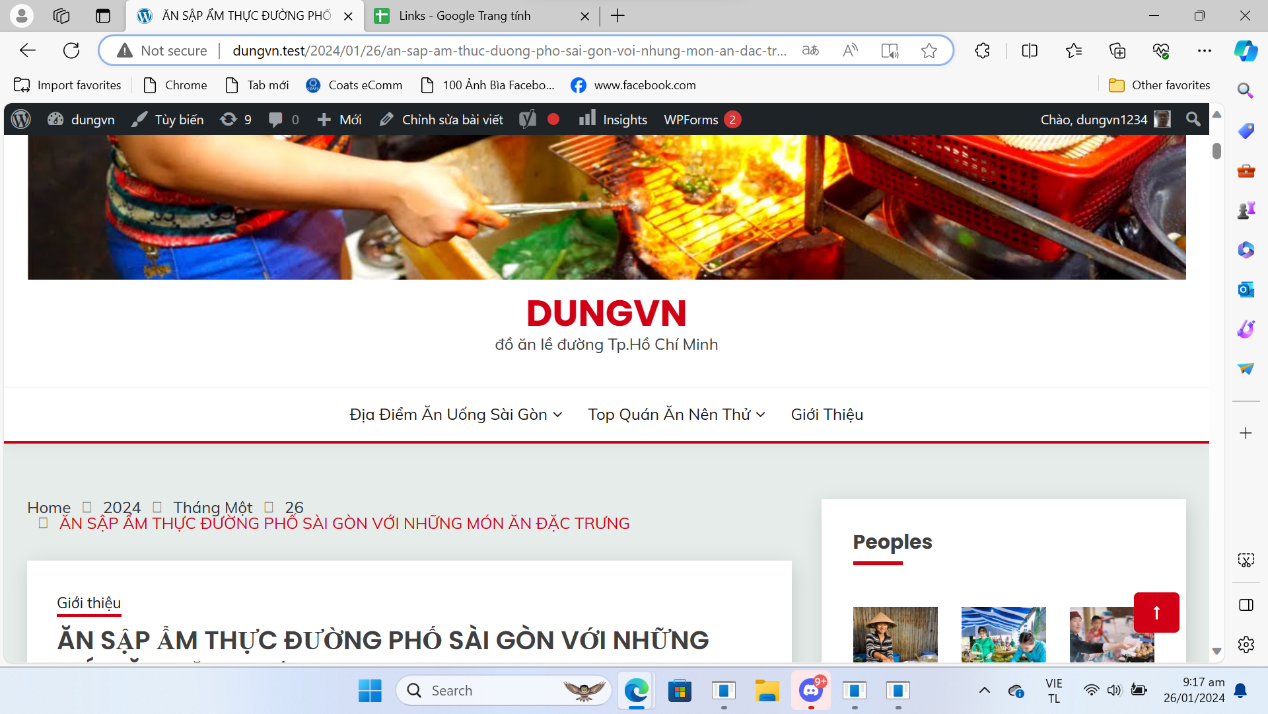 ĂN SẬP ẨM THỰC ĐƯỜNG PHỐ
Links - Google Trang tính
Not secure
dungvn.test/2024/01/26/an-sap-am-thuc-duong-pho-sai-gon-voi-nhung-mon-an-dac-tr...
Import favorites
Chrome
Tab mới
Coats eComm
100 Ảnh Bìa Facebo...
www.facebook.com
Other favorites
dungvn
Tùy biến
9
0
Mới
Chỉnh sửa bài viết
Insights
WPForms 2
Chào, dungvn1234
DUNGVN
đồ ăn lề đường Tp.Hồ Chí Minh
Địa Điểm Ăn Uống Sài Gòn
Top Quán Ăn Nên Thử
Giới Thiệu
Home 2024 Tháng Một 26
ĂN SẬP ẨM THỰC ĐƯỜNG PHỐ SÀI GÒN VỚI NHỮNG MÓN ĂN ĐẶC TRƯNG
Peoples
Giới thiệu
ĂN SẬP ẨM THỰC ĐƯỜNG PHỐ SÀI GÒN VỚI NHỮNG
Search
9+
VIE
TL
9:17 am
26/01/2024